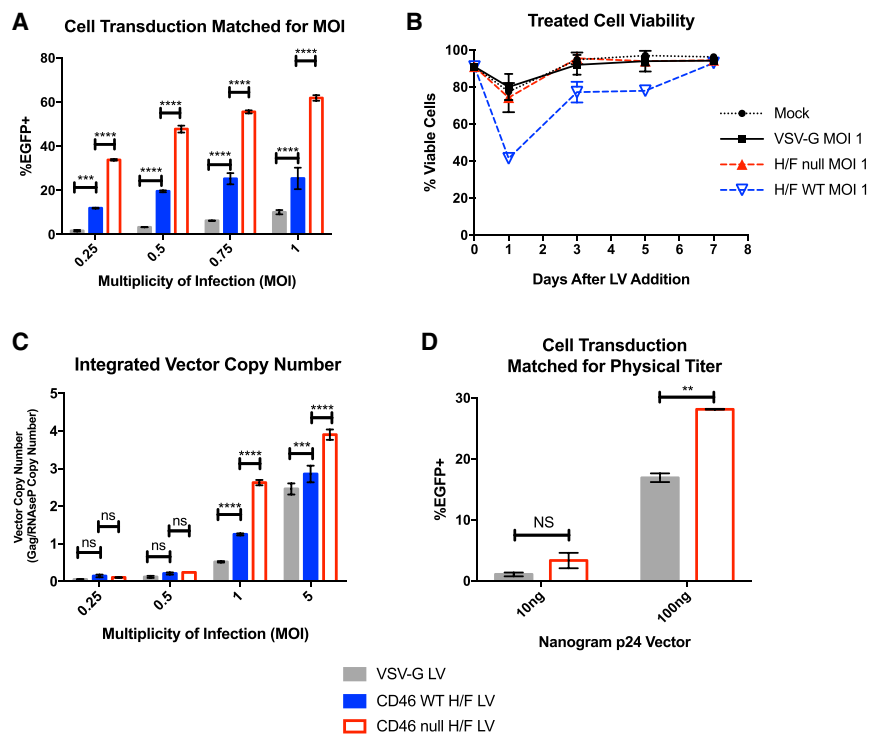 A
Cell Transduction Matched for MOI
%EGFP+
80
60
40
20
0
***
****
****
****
****
****
****
****
0.25
0.5
0.75
1
Multiplicity of Infection (MOI)
B
Treated Cell Viability
% Viable Cells
100
80
60
40
20
0
0
1
2
3
4
5
6
7
8
Days After LV Addition
Mock
VSV-G MOI 1
H/F null MOI 1
H/F WT MOI 1
C
Integrated Vector Copy Number
Vector Copy Number
(Gag/RNAseP Copy Number)
5
4
3
2
1
0
ns
ns
ns
ns
****
****
***
****
0.25
0.5
1
5
Multiplicity of Infection (MOI)
D
Cell Transduction
Matched for Physical Titer
%EGFP+
30
20
10
0
NS
**
10ng
100ng
Nanogram p24 Vector
VSV-G LV
CD46 WT H/F LV
CD46 null H/F LV